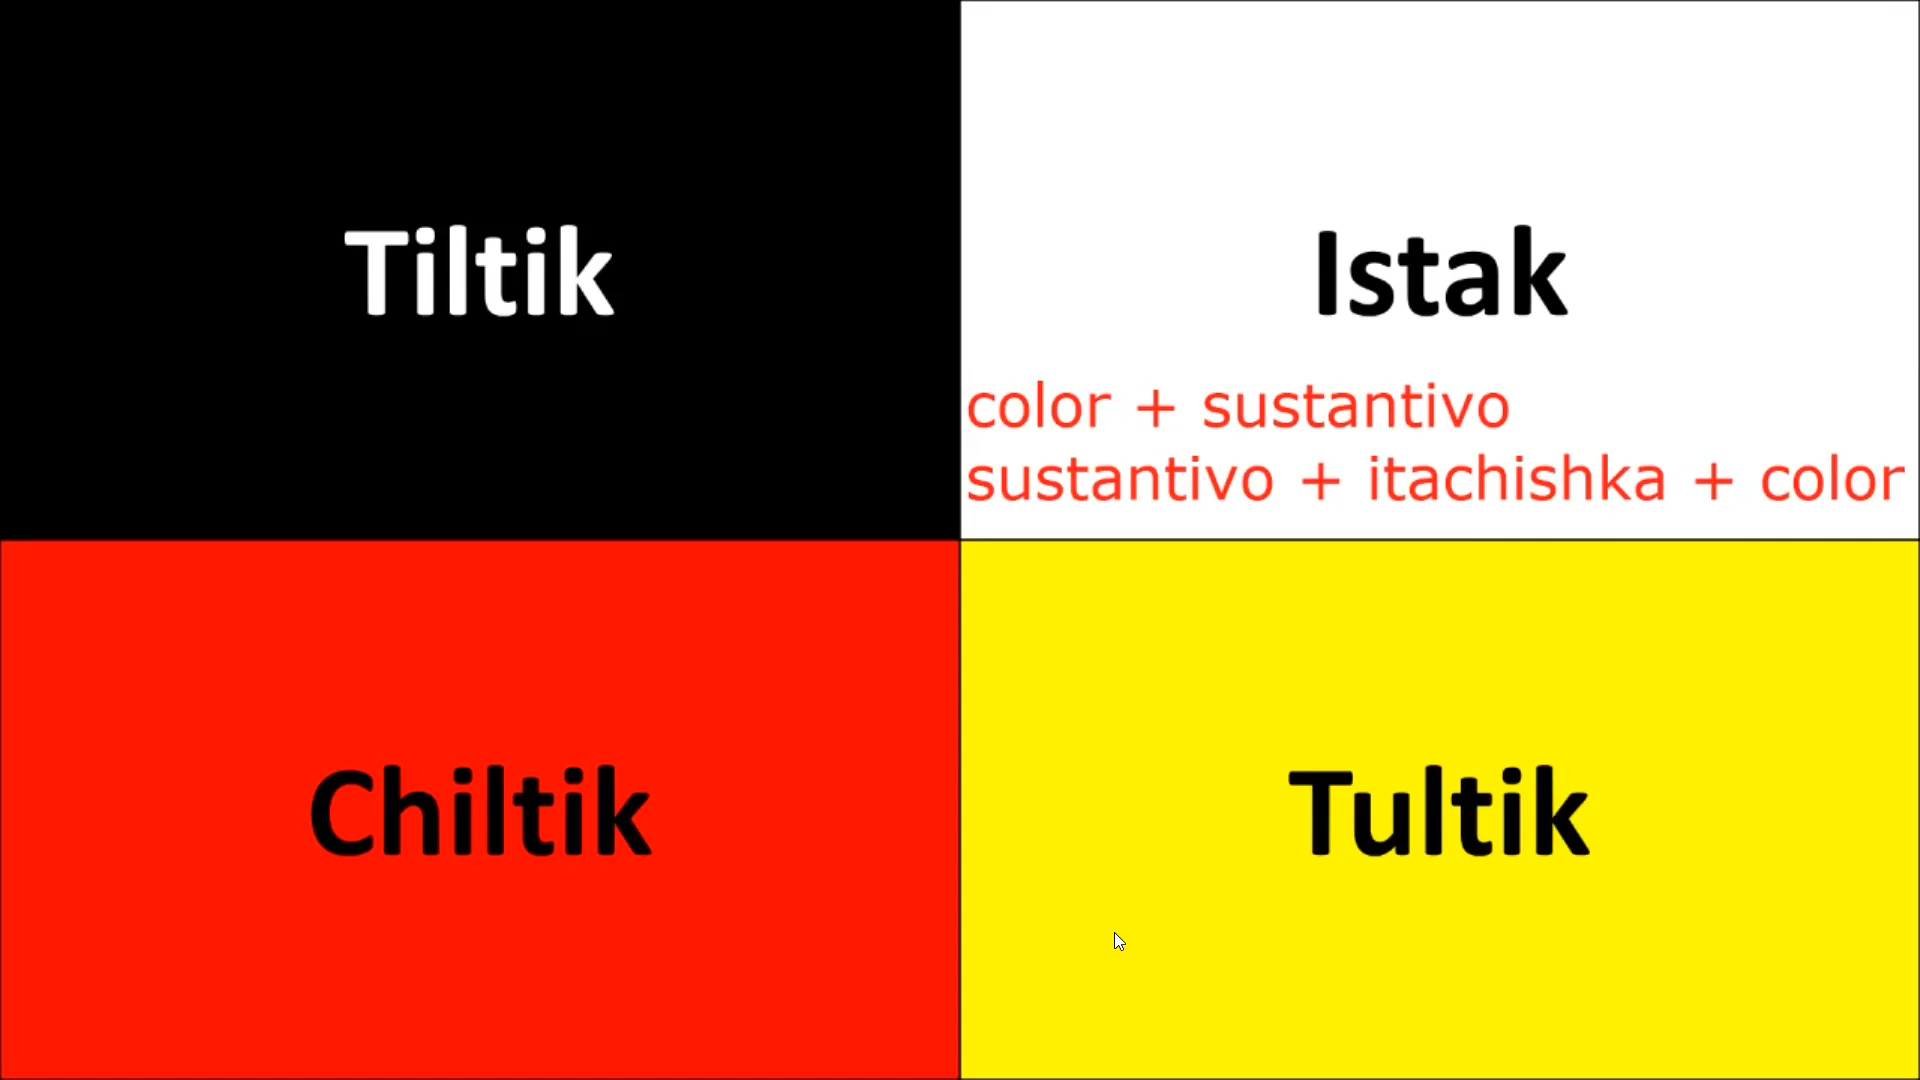 Tiltik
Istak
color + sustantivo
sustantivo + itachishka + color
Chiltik
Tultik